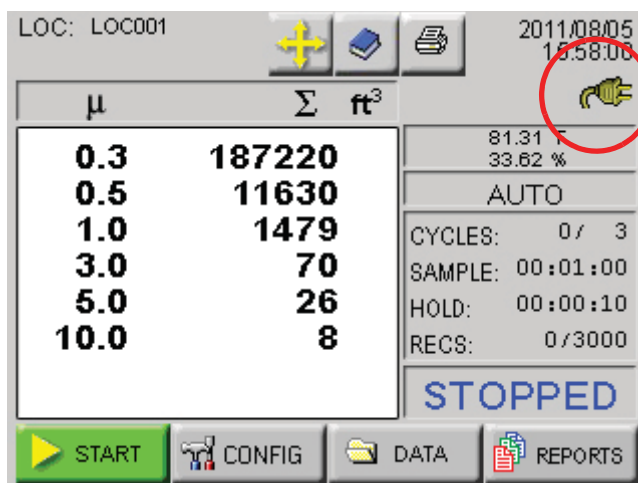 LOC: LOC001
2011/08/05
16:58:06
μ Σ ft³
81.31 F
33.62 %
0.3 187220
0.5 11630
1.0 1479
3.0 70
5.0 26
10.0 8
AUTO
CYCLES: 0/ 3
SAMPLE: 00:01:00
HOLD: 00:00:10
RECS: 0/3000
STOPPED
START CONFIG DATA REPORTS